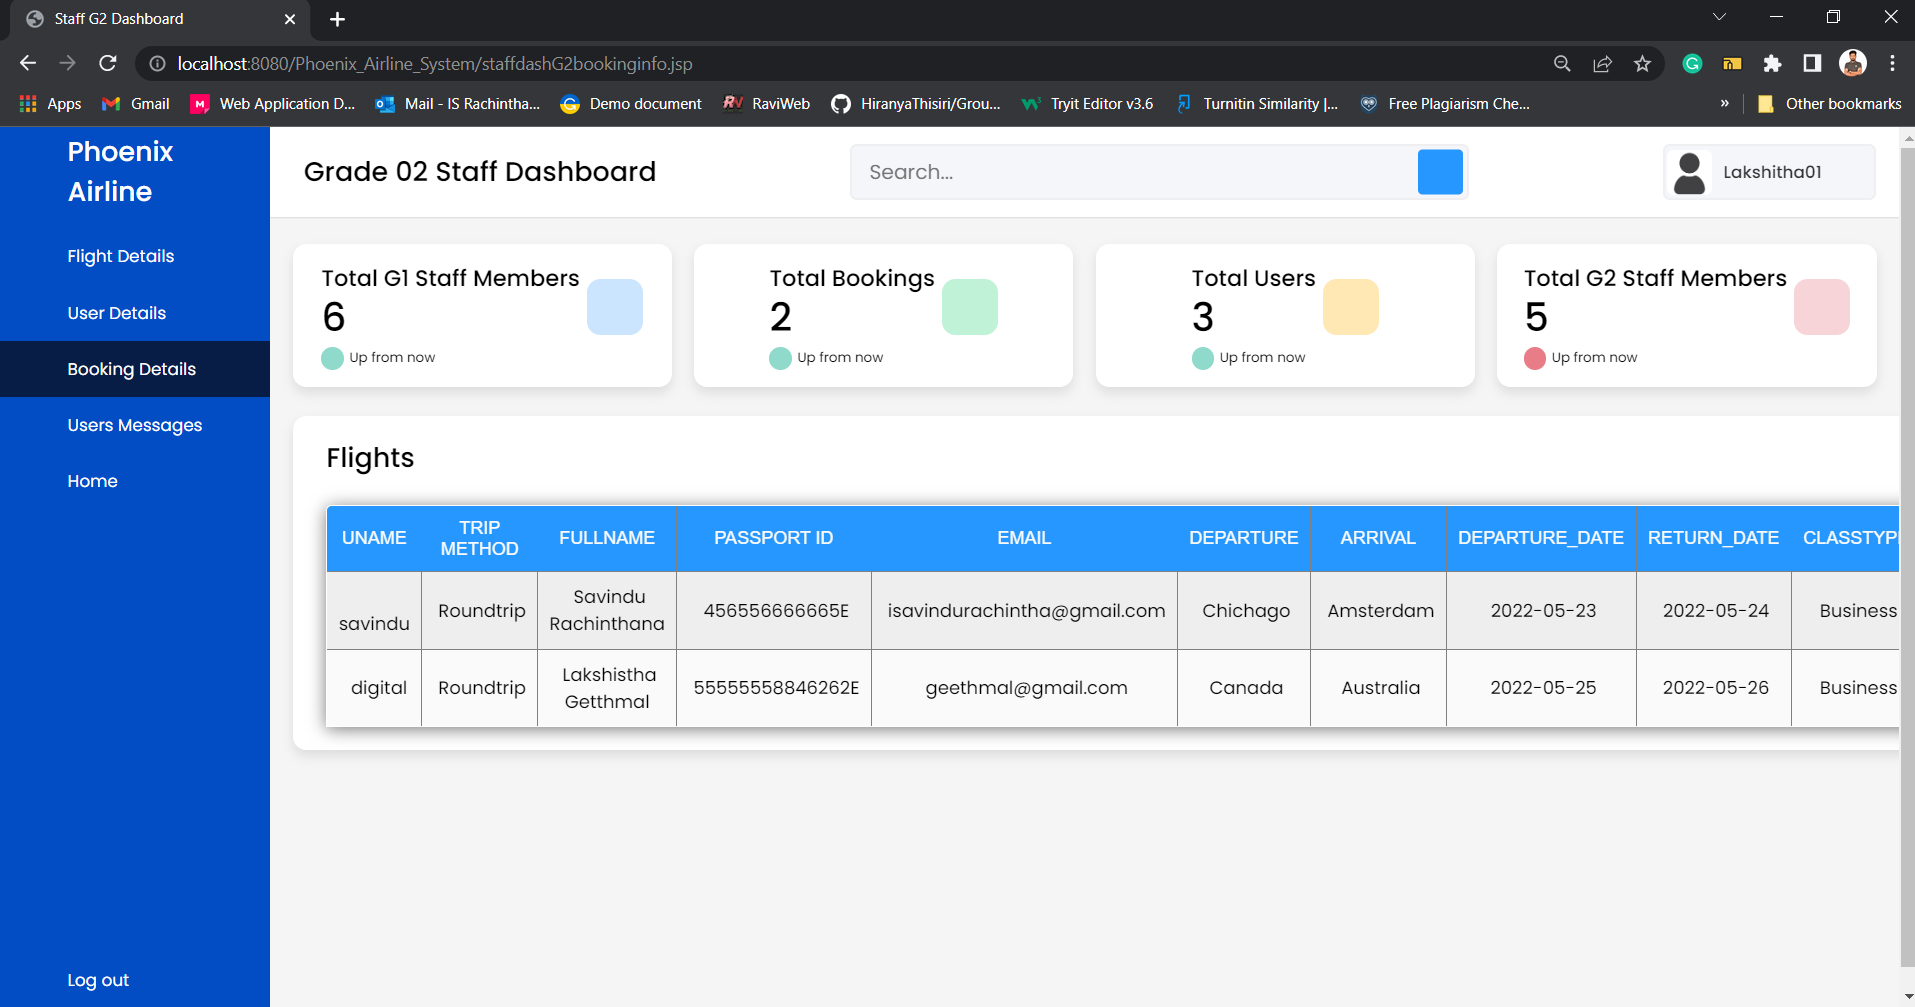 Staff G2 Dashboard
localhost:8080/Phoenix_Airline_System/staffdashG2bookinginfo.jsp
Apps Gmail Web Application D... Mail - IS Rachintha... Demo document RaviWeb HiranyaThisiri/Grou... Tryit Editor v3.6 Turnitin Similarity |... Free Plagiarism Che... » Other bookmarks
Phoenix
Airline
Flight Details
User Details
Booking Details
Users Messages
Home
Log out
Grade 02 Staff Dashboard
Search...
Lakshitha01
Total G1 Staff Members
6
Up from now
Total Bookings
2
Up from now
Total Users
3
Up from now
Total G2 Staff Members
5
Up from now
Flights
UNAME TRIP METHOD FULLNAME PASSPORT ID EMAIL DEPARTURE ARRIVAL DEPARTURE_DATE RETURN_DATE CLASSTYP
savindu Roundtrip Savindu Rachinthana 456556666665E isavindurachintha@gmail.com Chichago Amsterdam 2022-05-23 2022-05-24 Business
digital Roundtrip Lakshistha Getthmal 55555558846262E geethmal@gmail.com Canada Australia 2022-05-25 2022-05-26 Business